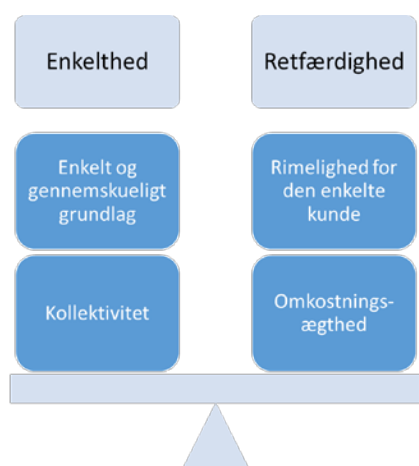 Enkelthed
Retfærdighed
Enkelt og
gennemskueligt
grundlag
Rimelighed for
den enkelte
kunde
Kollektivitet
Omkostnings-
ægthed